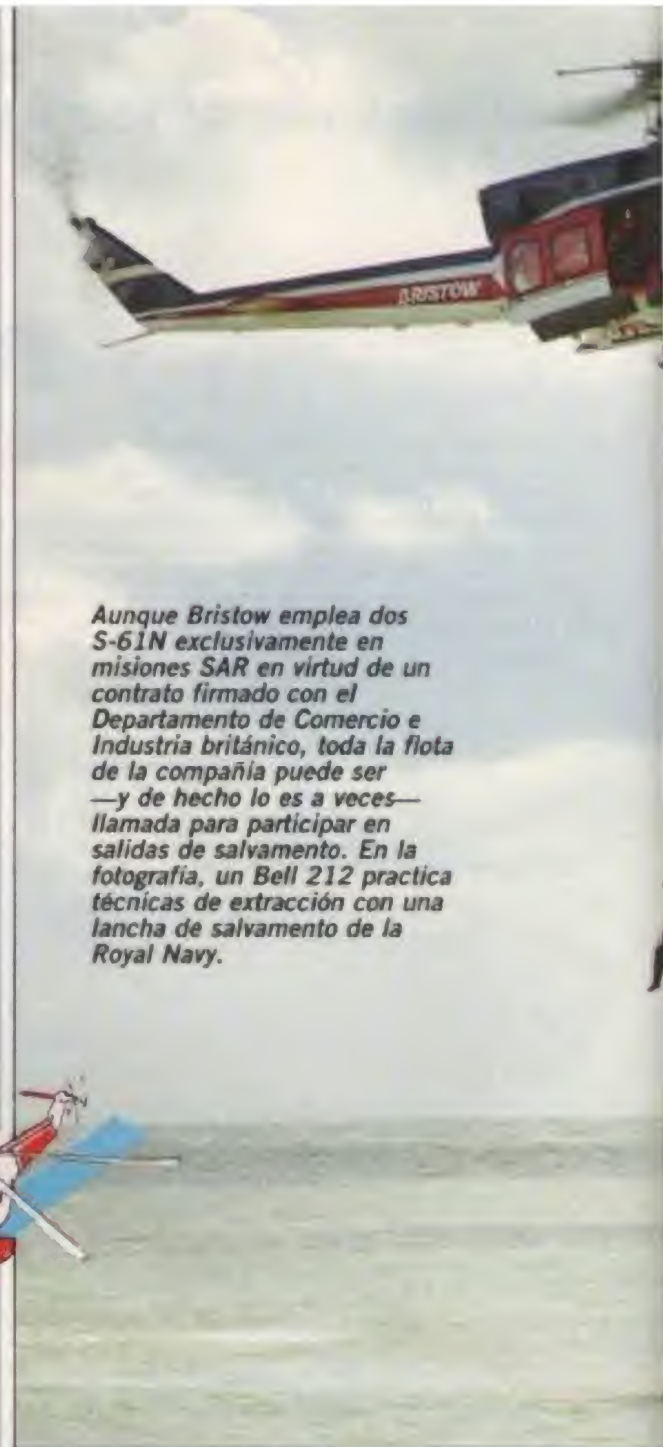 BRISTOW
Aunque Bristow emplea dos
S-61N exclusivamente en
misiones SAR en virtud de un
contrato firmado con el
Departamento de Comercio e
Industria británico, toda la flota
de la compañía puede ser
—y de hecho lo es a veces—
llamada para participar en
salidas de salvamento. En la
fotografía, un Bell 212 practica
técnicas de extracción con una
lancha de salvamento de la
Royal Navy.